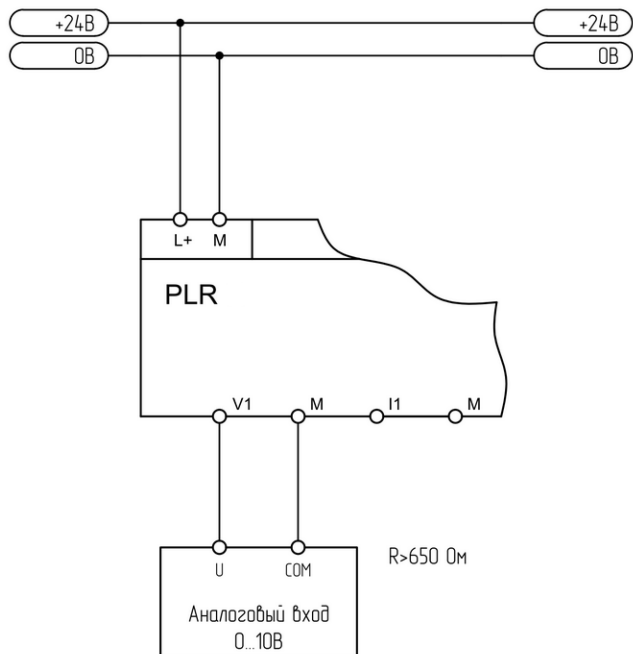 +24В +24В
0В 0В
L+ M
PLR
V1 M I1 M
R>650 Ом
U COM
Аналоговый вход
0...10В